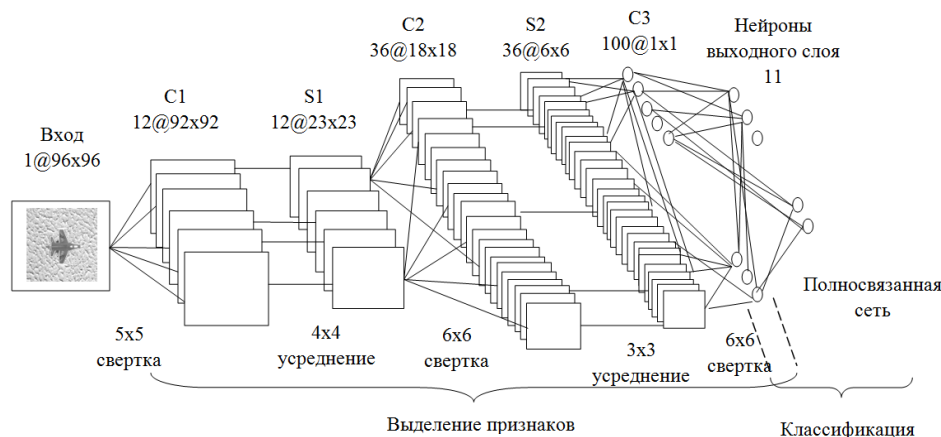 Вход
1@96x96
C1
12@92x92
S1
12@23x23
C2
36@18x18
S2
36@6x6
C3
100@1x1
Нейроны
выходного слоя
11
5x5
свертка
4x4
усреднение
6x6
свертка
3x3
усреднение
6x6
свертка
Полносвязанная
сеть
Выделение признаков
Классификация